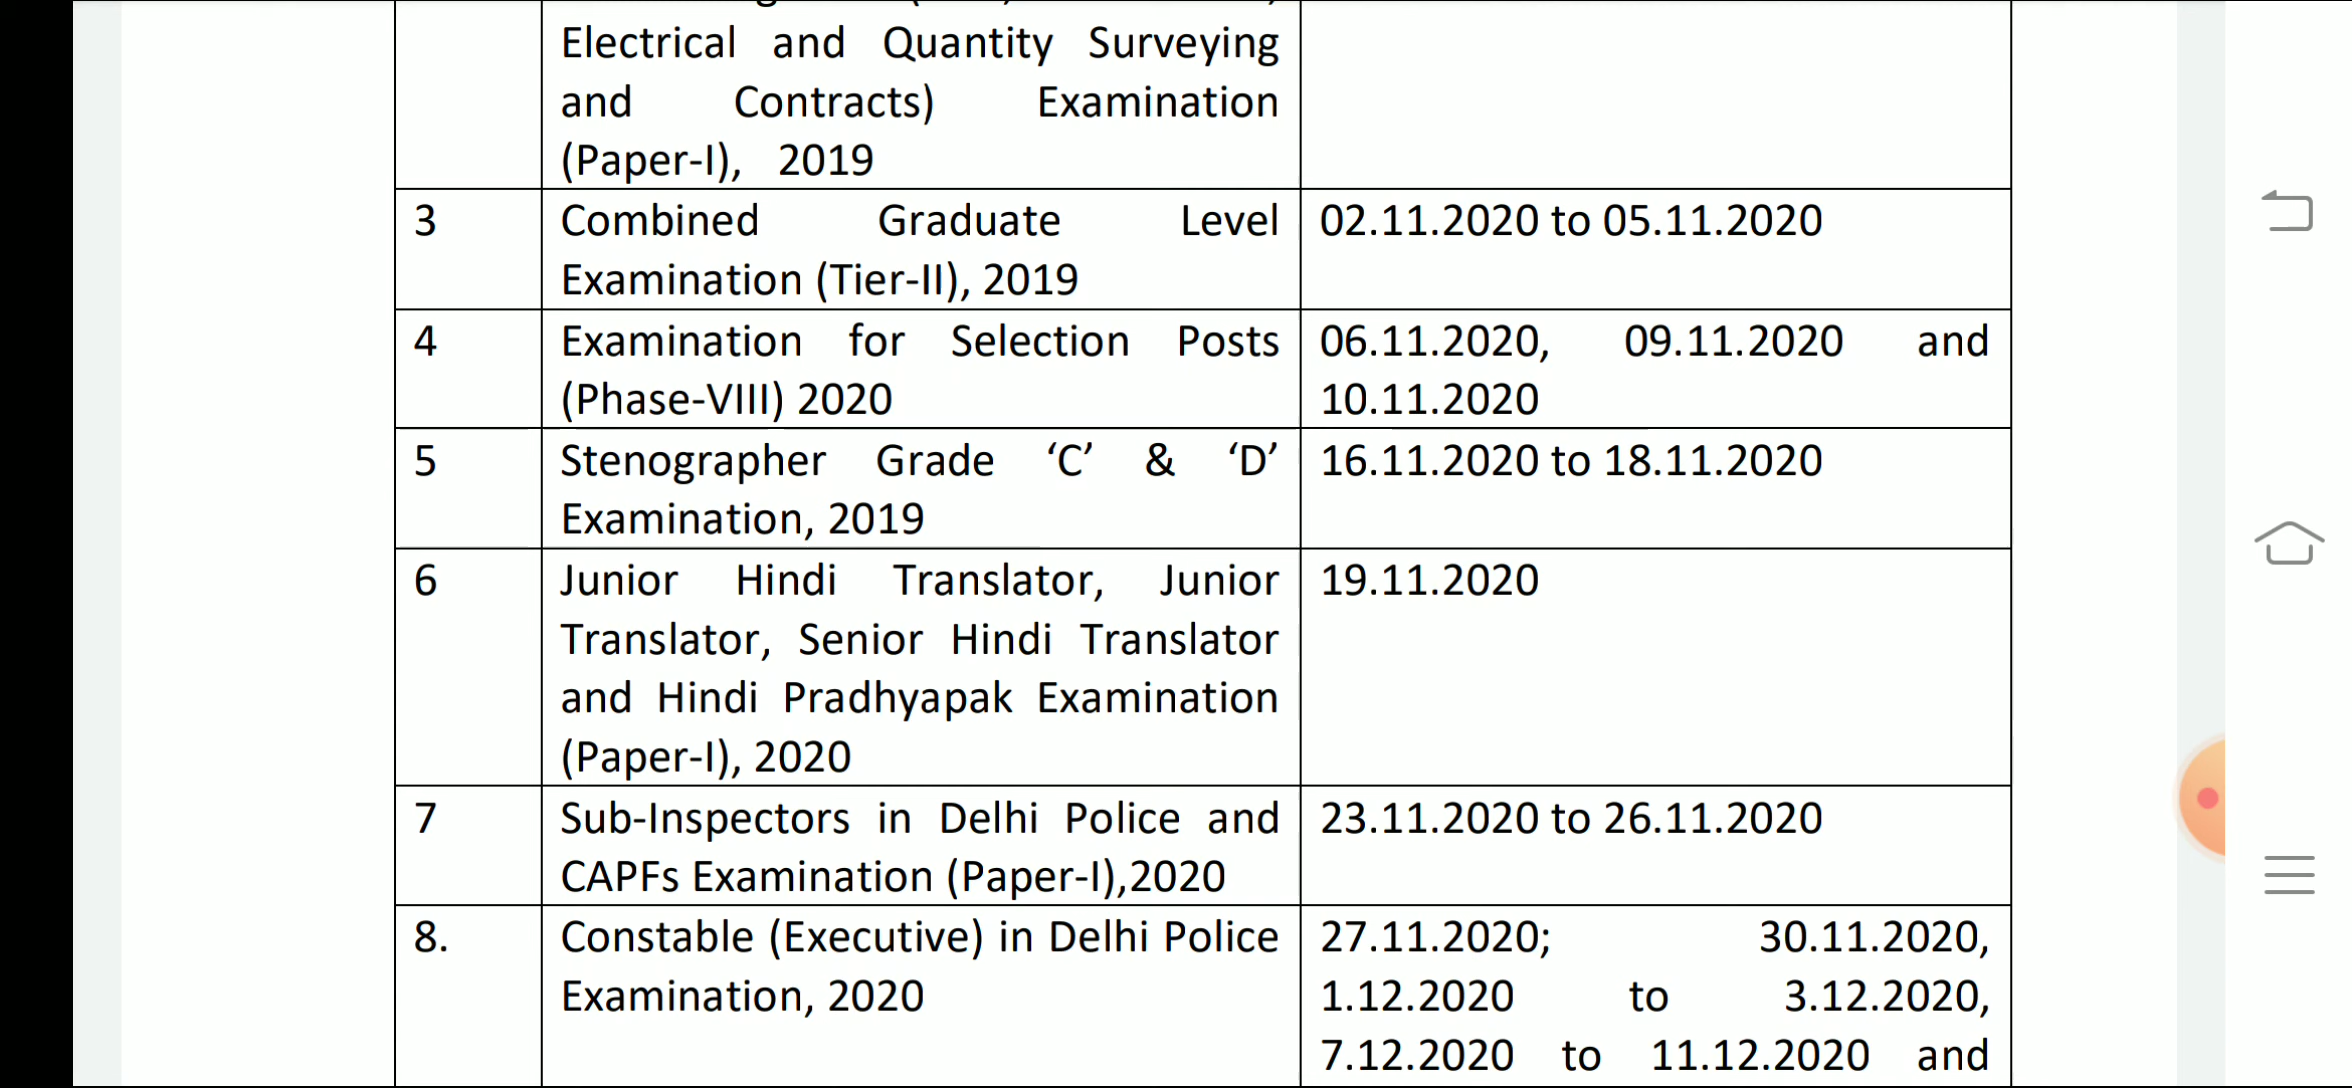 Electrical and Quantity Surveying
and Contracts) Examination
(Paper-I), 2019
3 Combined Graduate Level 02.11.2020 to 05.11.2020
Examination (Tier-II), 2019
4 Examination for Selection Posts 06.11.2020, 09.11.2020 and
(Phase-VIII) 2020 10.11.2020
5 Stenographer Grade ‘C’ & ‘D’ 16.11.2020 to 18.11.2020
Examination, 2019
6 Junior Hindi Translator, Junior 19.11.2020
Translator, Senior Hindi Translator
and Hindi Pradhyapak Examination
(Paper-I), 2020
7 Sub-Inspectors in Delhi Police and 23.11.2020 to 26.11.2020
CAPFs Examination (Paper-I),2020
8. Constable (Executive) in Delhi Police 27.11.2020; 30.11.2020,
Examination, 2020 1.12.2020 to 3.12.2020,
7.12.2020 to 11.12.2020 and